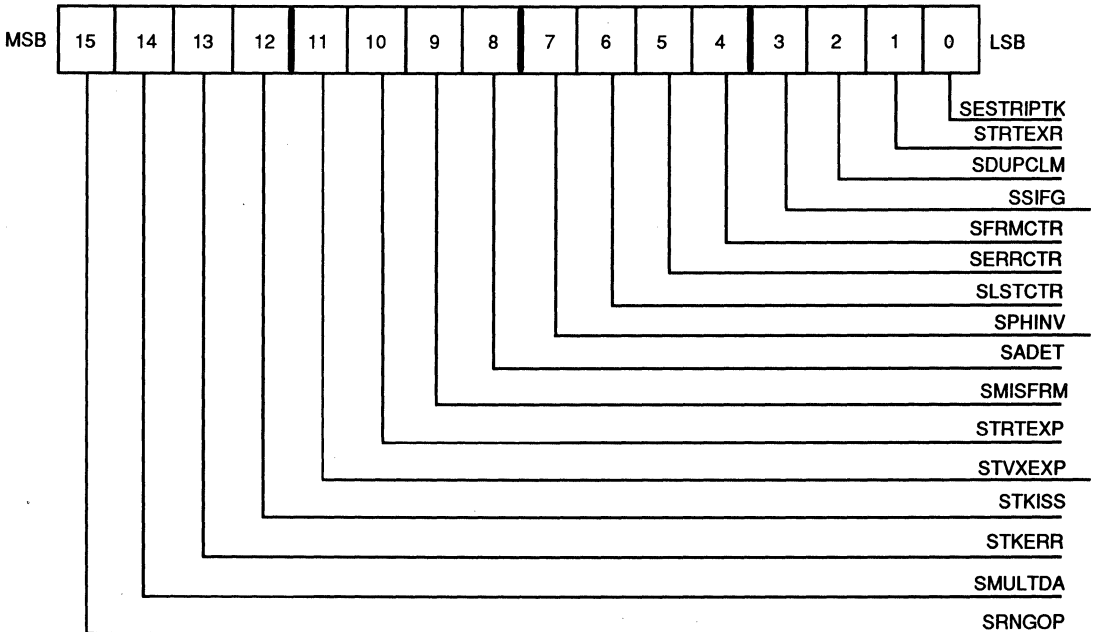 MSB 15 14 13 12 11 10 9 8 7 6 5 4 3 2 1 0 LSB
SESTRIPTK
STRTEXR
SDUPCLM
SSIFG
SFRMCTR
SERRCTR
SLSTCTR
SPHINV
SADET
SMISFRM
STRTEXP
STVXEXP
STKISS
STKERR
SMULTDA
SRNGOP